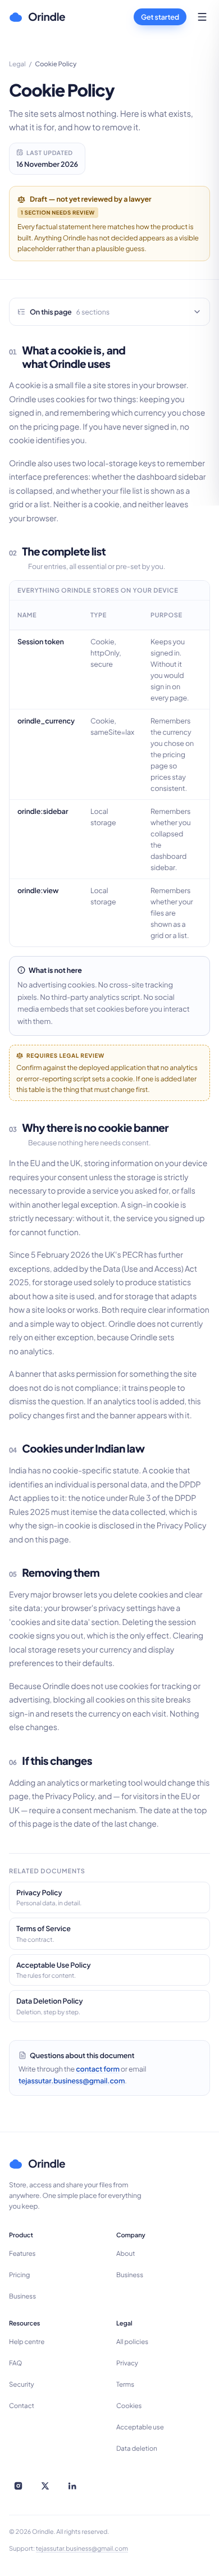 Orindle
Get started
Legal / Cookie Policy
Cookie Policy
The site sets almost nothing. Here is what exists,
what it is for, and how to remove it.
LAST UPDATED
16 November 2026
Draft — not yet reviewed by a lawyer
1 SECTION NEEDS REVIEW
Every factual statement here matches how the product is
built. Anything Orindle has not decided appears as a visible
placeholder rather than a plausible guess.
On this page 6 sections
01 What a cookie is, and
what Orindle uses
A cookie is a small file a site stores in your browser.
Orindle uses cookies for two things: keeping you
signed in, and remembering which currency you chose
on the pricing page. If you have never signed in, no
cookie identifies you.
Orindle also uses two local-storage keys to remember
interface preferences: whether the dashboard sidebar
is collapsed, and whether your file list is shown as a
grid or a list. Neither is a cookie, and neither leaves
your browser.
02 The complete list
Four entries, all essential or pre-set by you.
EVERYTHING ORINDLE STORES ON YOUR DEVICE
NAME TYPE PURPOSE
Session token
Cookie,
httpOnly,
secure
Keeps you
signed in.
Without it
you would
sign in on
every page.
orindle_currency
Cookie,
sameSite=lax
Remembers
the currency
you chose on
the pricing
page so
prices stay
consistent.
orindle:sidebar
Local
storage
Remembers
whether you
collapsed
the
dashboard
sidebar.
orindle:view
Local
storage
Remembers
whether your
files are
shown as a
grid or a list.
What is not here
No advertising cookies. No cross-site tracking
pixels. No third-party analytics script. No social
media embeds that set cookies before you interact
with them.
REQUIRES LEGAL REVIEW
Confirm against the deployed application that no analytics
or error-reporting script sets a cookie. If one is added later
this table is the thing that must change first.
03 Why there is no cookie banner
Because nothing here needs consent.
In the EU and the UK, storing information on your device
requires your consent unless the storage is strictly
necessary to provide a service you asked for, or falls
within another legal exception. A sign-in cookie is
strictly necessary: without it, the service you signed up
for cannot function.
Since 5 February 2026 the UK's PECR has further
exceptions, added by the Data (Use and Access) Act
2025, for storage used solely to produce statistics
about how a site is used, and for storage that adapts
how a site looks or works. Both require clear information
and a simple way to object. Orindle does not currently
rely on either exception, because Orindle sets
no analytics.
A banner that asks permission for something the site
does not do is not compliance; it trains people to
dismiss the question. If an analytics tool is added, this
policy changes first and the banner appears with it.
04 Cookies under Indian law
India has no cookie-specific statute. A cookie that
identifies an individual is personal data, and the DPDP
Act applies to it: the notice under Rule 3 of the DPDP
Rules 2025 must itemise the data collected, which is
why the sign-in cookie is disclosed in the Privacy Policy
and on this page.
05 Removing them
Every major browser lets you delete cookies and clear
site data; your browser's privacy settings have a
'cookies and site data' section. Deleting the session
cookie signs you out, which is the only effect. Clearing
local storage resets your currency and display
preferences to their defaults.
Because Orindle does not use cookies for tracking or
advertising, blocking all cookies on this site breaks
sign-in and resets the currency on each visit. Nothing
else changes.
06 If this changes
Adding an analytics or marketing tool would change this
page, the Privacy Policy, and — for visitors in the EU or
UK — require a consent mechanism. The date at the top
of this page is the date of the last change.
RELATED DOCUMENTS
Privacy Policy
Personal data, in detail.
Terms of Service
The contract.
Acceptable Use Policy
The rules for content.
Data Deletion Policy
Deletion, step by step.
Questions about this document
Write through the contact form or email
tejassutar.business@gmail.com.
Orindle
Store, access and share your files from
anywhere. One simple place for everything
you keep.
Product
Features
Pricing
Business
Company
About
Business
Resources
Help centre
FAQ
Security
Contact
Legal
All policies
Privacy
Terms
Cookies
Acceptable use
Data deletion
© 2026 Orindle. All rights reserved.
Support: tejassutar.business@gmail.com